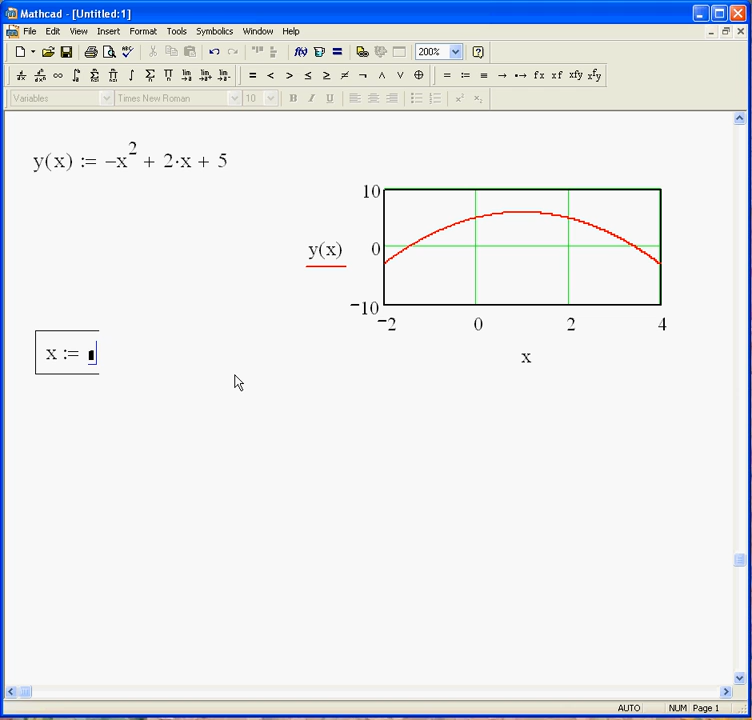 Mathcad - [Untitled:1]
File Edit View Insert Format Tools Symbolics Window Help
200%
Variables Times New Roman 10 B I U
y(x) := −x² + 2·x + 5
10
y(x) 0
−10
−2 0 2 4
x
x :=
AUTO NUM Page 1